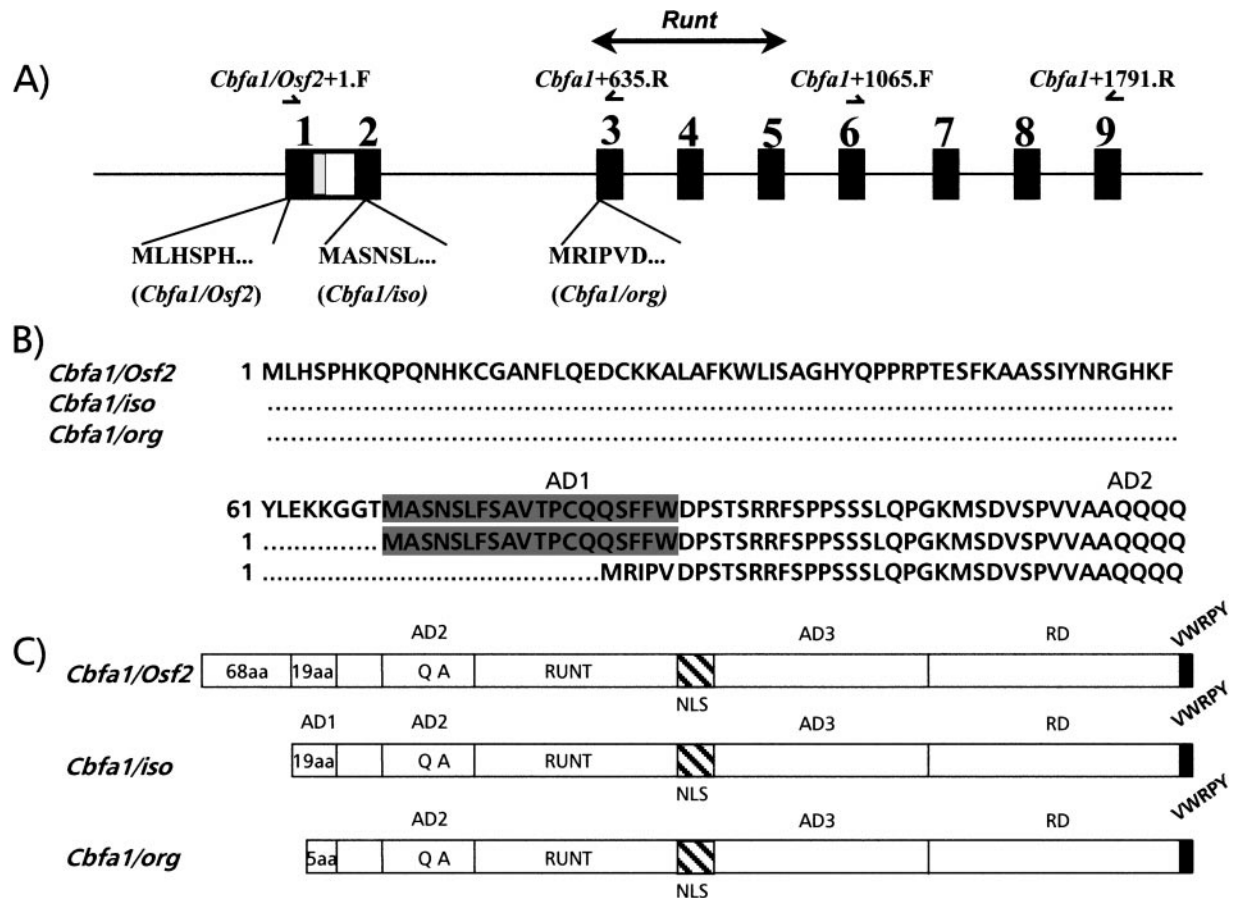 Runt
A)
Cbfa1/Osf2+1.F Cbfa1+635.R Cbfa1+1065.F Cbfa1+1791.R
1 2 3 4 5 6 7 8 9
MLHSPH... MASNSL... MRIPVD...
(Cbfa1/Osf2) (Cbfa1/iso) (Cbfa1/org)
B)
Cbfa1/Osf2 1 MLHSPHKQPQNHKCGANFLQEDCKKALAFKWLISAGHYQPPRPTESFKAASSIYNRGHKF
Cbfa1/iso ............................................................
Cbfa1/org ............................................................
AD1 AD2
61 YLEKKGGTMASNSLFSAVTPCQQSFFWDPSTSRRFSPPSSSLQPGKMSDVSPVVAAQQQQ
1 ........MASNSLFSAVTPCQQSFFWDPSTSRRFSPPSSSLQPGKMSDVSPVVAAQQQQ
1 ......................MRIPVDPSTSRRFSPPSSSLQPGKMSDVSPVVAAQQQQ
C)
AD2 AD3 RD VWRPY
Cbfa1/Osf2 68aa 19aa Q A RUNT
NLS
AD1 AD2 AD3 RD VWRPY
Cbfa1/iso 19aa Q A RUNT
NLS
AD2 AD3 RD VWRPY
Cbfa1/org 5aa Q A RUNT
NLS